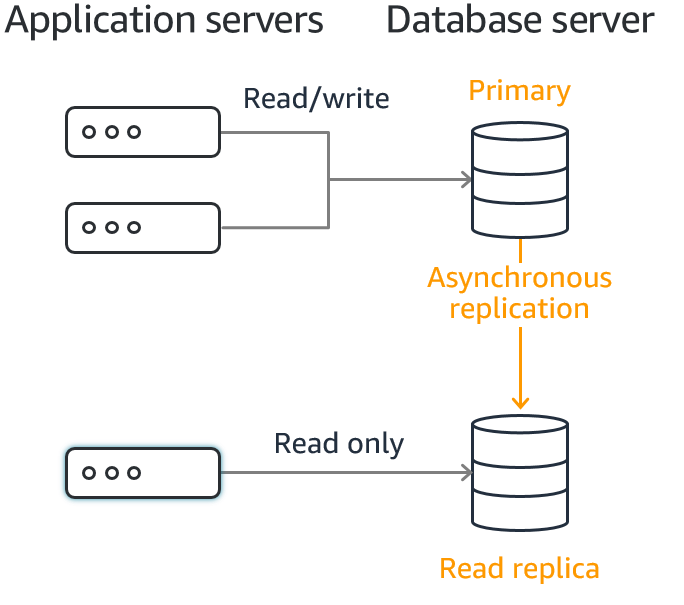 Application servers
Database server
Read/write
Primary
Asynchronous
replication
Read only
Read replica